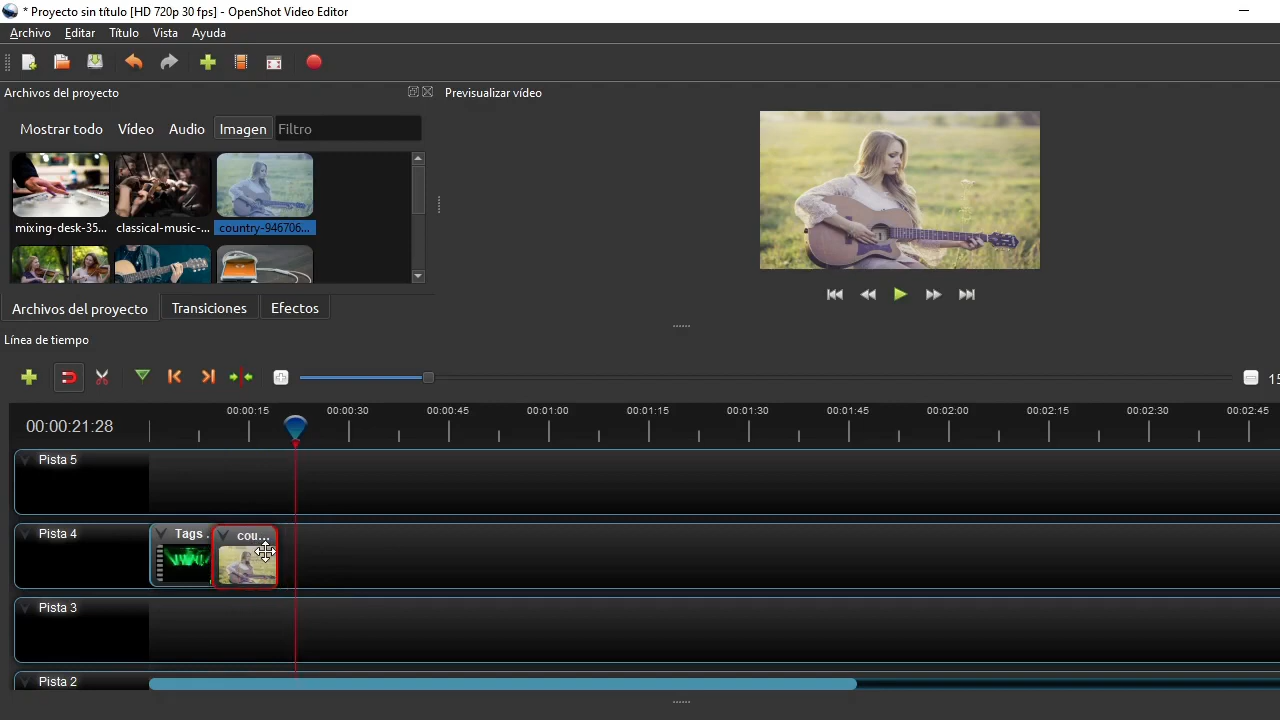 * Proyecto sin título [HD 720p 30 fps] - OpenShot Video Editor
Archivo Editar Título Vista Ayuda
Archivos del proyecto
Previsualizar vídeo
Mostrar todo Vídeo Audio Imagen Filtro
mixing-desk-35... classical-music-... country-946706...
Archivos del proyecto Transiciones Efectos
Línea de tiempo
15
00:00:21:28
00:00:15 00:00:30 00:00:45 00:01:00 00:01:15 00:01:30 00:01:45 00:02:00 00:02:15 00:02:30 00:02:45
Pista 5
Pista 4
Tags .
cou...
Pista 3
Pista 2